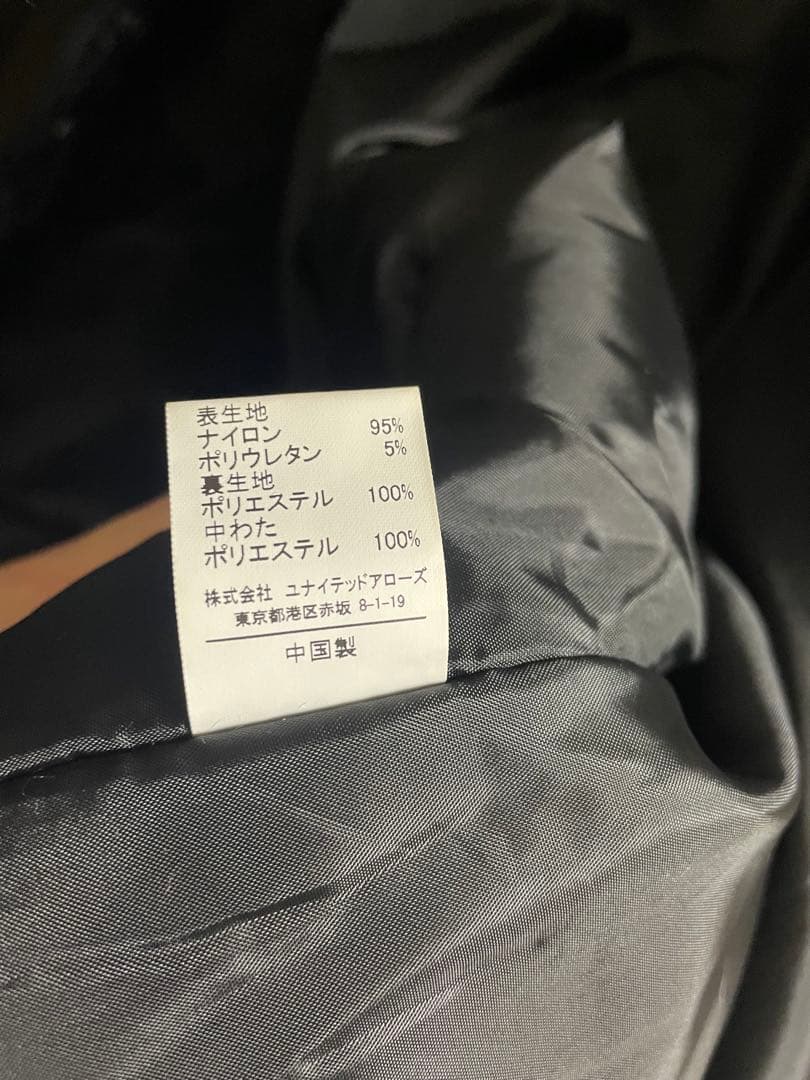 表生地
ナイロン 95%
ポリウレタン 5%
裏生地
ポリエステル 100%
中わた
ポリエステル 100%
株式会社 ユナイテッドアローズ
東京都港区赤坂 8-1-19
中国製